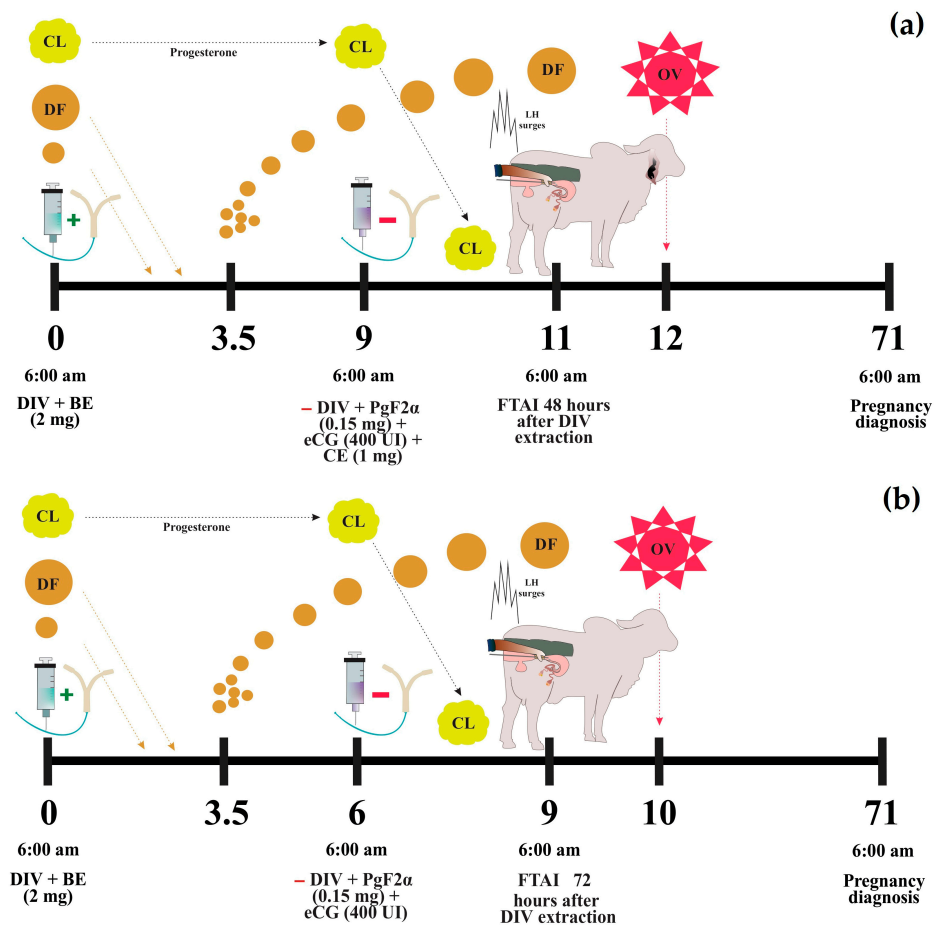 (a)
CL
CL
Progesterone
DF
DF
OV
LH
surges
+
−
CL
0
3.5
9
11
12
71
6:00 am
6:00 am
6:00 am
6:00 am
DIV + BE
(2 mg)
− DIV + PgF2α
(0.15 mg) +
eCG (400 UI) +
CE (1 mg)
FTAI 48 hours
after DIV
extraction
Pregnancy
diagnosis
(b)
CL
CL
Progesterone
DF
DF
OV
LH
surges
+
−
CL
0
3.5
6
9
10
71
6:00 am
6:00 am
6:00 am
6:00 am
DIV + BE
(2 mg)
− DIV + PgF2α
(0.15 mg) +
eCG (400 UI)
FTAI 72
hours after
DIV extraction
Pregnancy
diagnosis